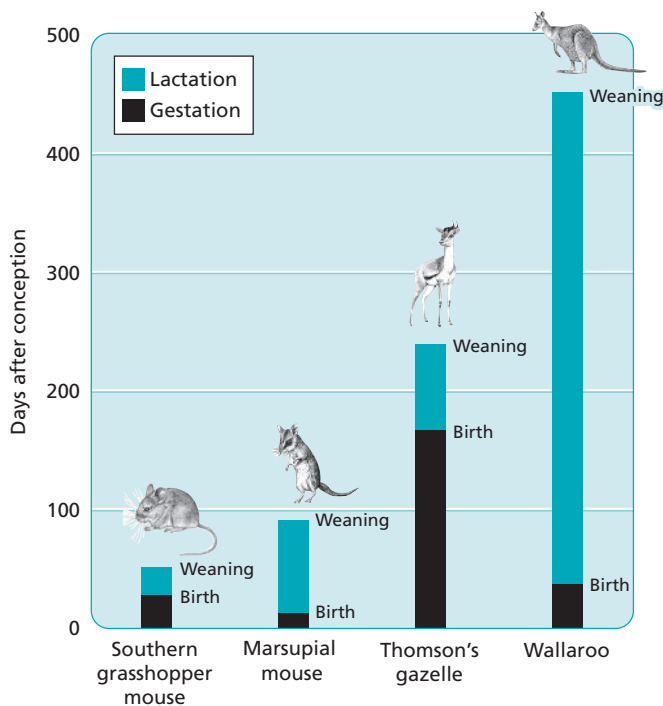 500
Lactation
Gestation
Weaning
400
300
Days after conception
Weaning
200
Birth
100
Weaning
Weaning
Birth
Birth
Birth
0
Southern
grasshopper
mouse
Marsupial
mouse
Thomson's
gazelle
Wallaroo